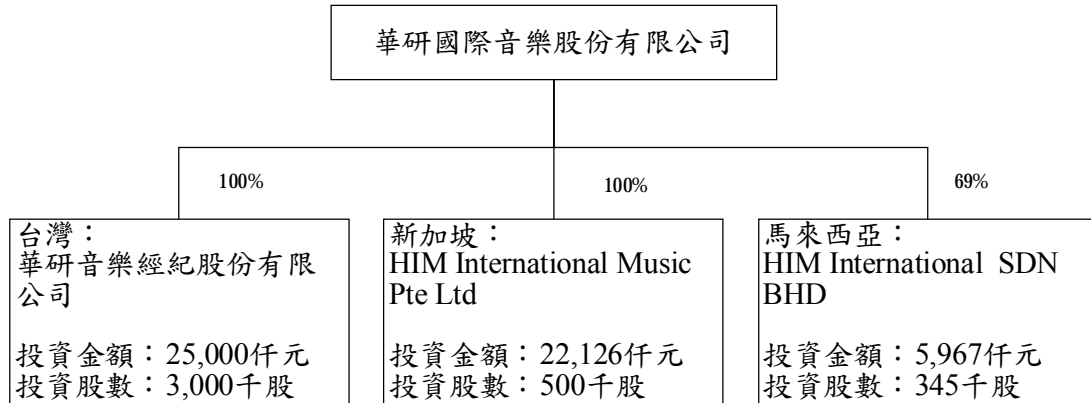 華研國際音樂股份有限公司
100%
100%
69%
台灣：
華研音樂經紀股份有限
公司
投資金額：25,000仟元
投資股數：3,000千股
新加坡：
HIM International Music
Pte Ltd
投資金額：22,126仟元
投資股數：500千股
馬來西亞：
HIM International SDN
BHD
投資金額：5,967仟元
投資股數：345千股